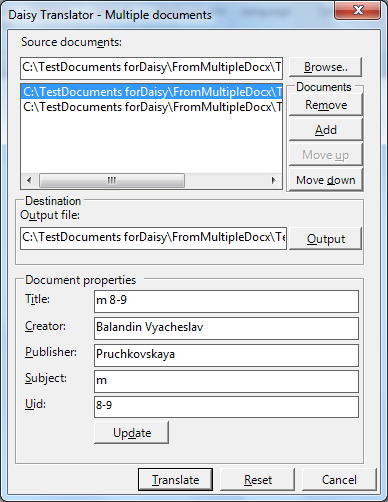 Daisy Translator - Multiple documents
Source documents:
C:\TestDocuments forDaisy\FromMultipleDocx\T
Browse..
C:\TestDocuments forDaisy\FromMultipleDocx\T
C:\TestDocuments forDaisy\FromMultipleDocx\T
Documents
Remove
Add
Move up
Move down
Destination
Output file:
C:\TestDocuments forDaisy\FromMultipleDocx\Te
Output
Document properties
Title:
m 8-9
Creator:
Balandin Vyacheslav
Publisher:
Pruchkovskaya
Subject:
m
Uid:
8-9
Update
Translate
Reset
Cancel